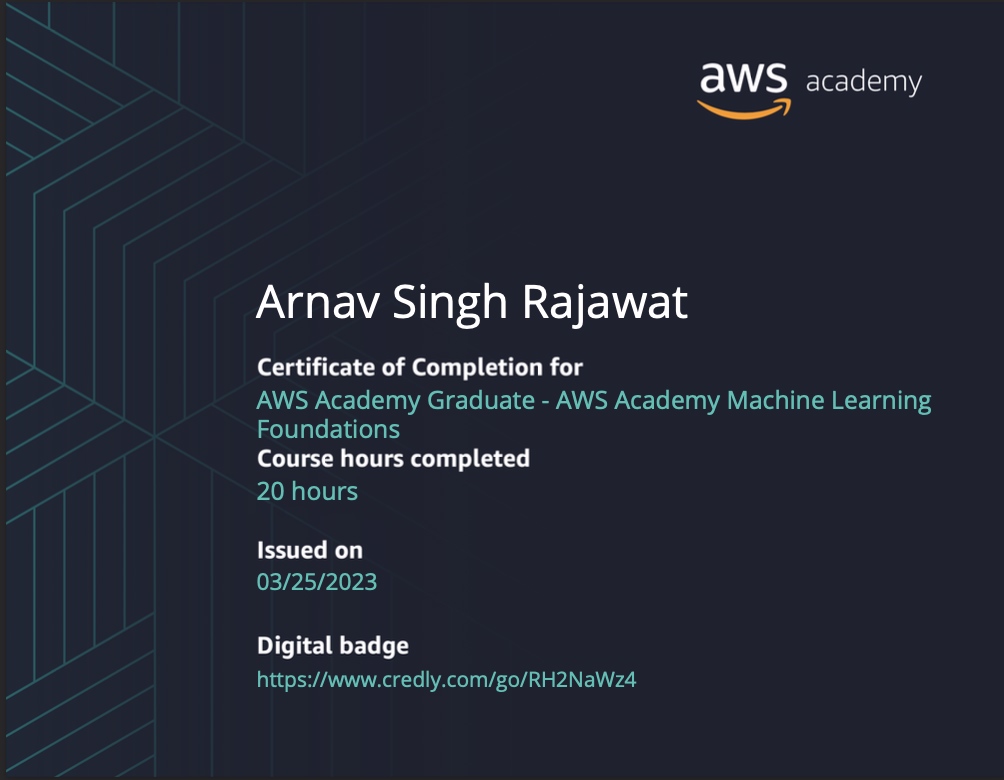 aws academy
Arnav Singh Rajawat
Certificate of Completion for
AWS Academy Graduate - AWS Academy Machine Learning
Foundations
Course hours completed
20 hours
Issued on
03/25/2023
Digital badge
https://www.credly.com/go/RH2NaWz4